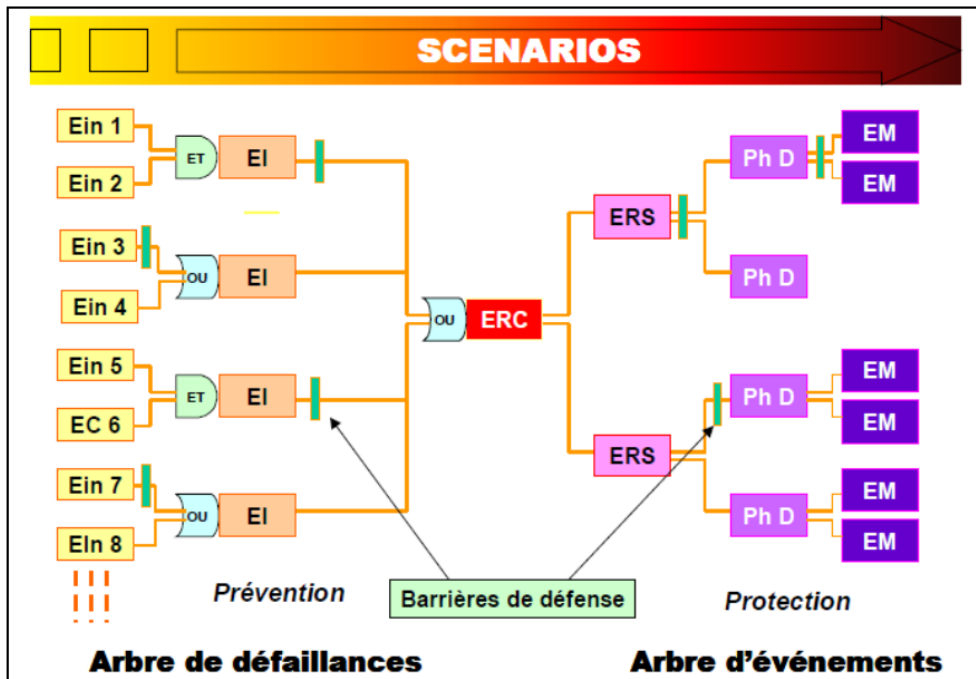 SCENARIOS
Ein 1
ET
EI
Ein 2
Ein 3
OU
EI
Ein 4
Ein 5
ET
EI
EC 6
Ein 7
OU
EI
EIn 8
OU
ERC
ERS
ERS
Ph D
Ph D
Ph D
Ph D
EM
EM
EM
EM
EM
EM
Prévention
Barrières de défense
Protection
Arbre de défaillances
Arbre d'événements